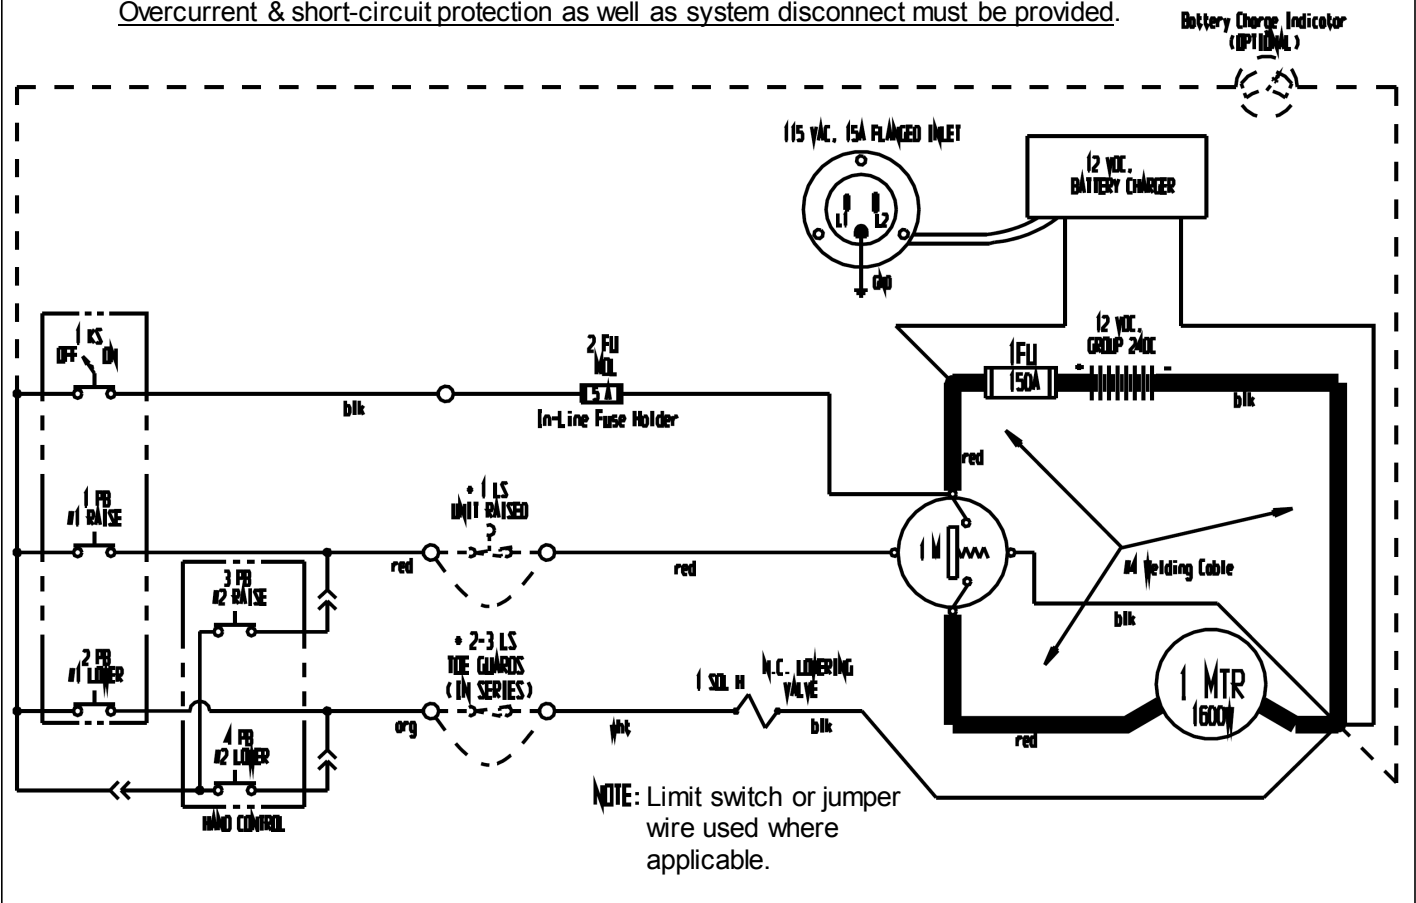 Overcurrent & short-circuit protection as well as system disconnect must be provided.
Battery Charge Indicator
(OPTIONAL)
115 VAC, 15A FLANGED INLET
L1 L2
GND
12 VDC,
BATTERY CHARGER
1 KS
OFF ON
blk
2 FU
5 A
In-Line Fuse Holder
1FU
150A
12 VDC,
GROUP 24DC
+ -
blk
red
1 PB
#1 RAISE
* 1 LS
LIMIT RAISED
?
red
red
1 M
#4 Welding Cable
blk
3 PB
#2 RAISE
2 PB
#1 LOWER
* 2-3 LS
TOE GUARDS
(IN SERIES)
org
wht
1 SOL H
N.C. LOWERING
VALVE
blk
1 MTR
1600W
red
4 PB
#2 LOWER
HAND CONTROL
NOTE: Limit switch or jumper
wire used where
applicable.